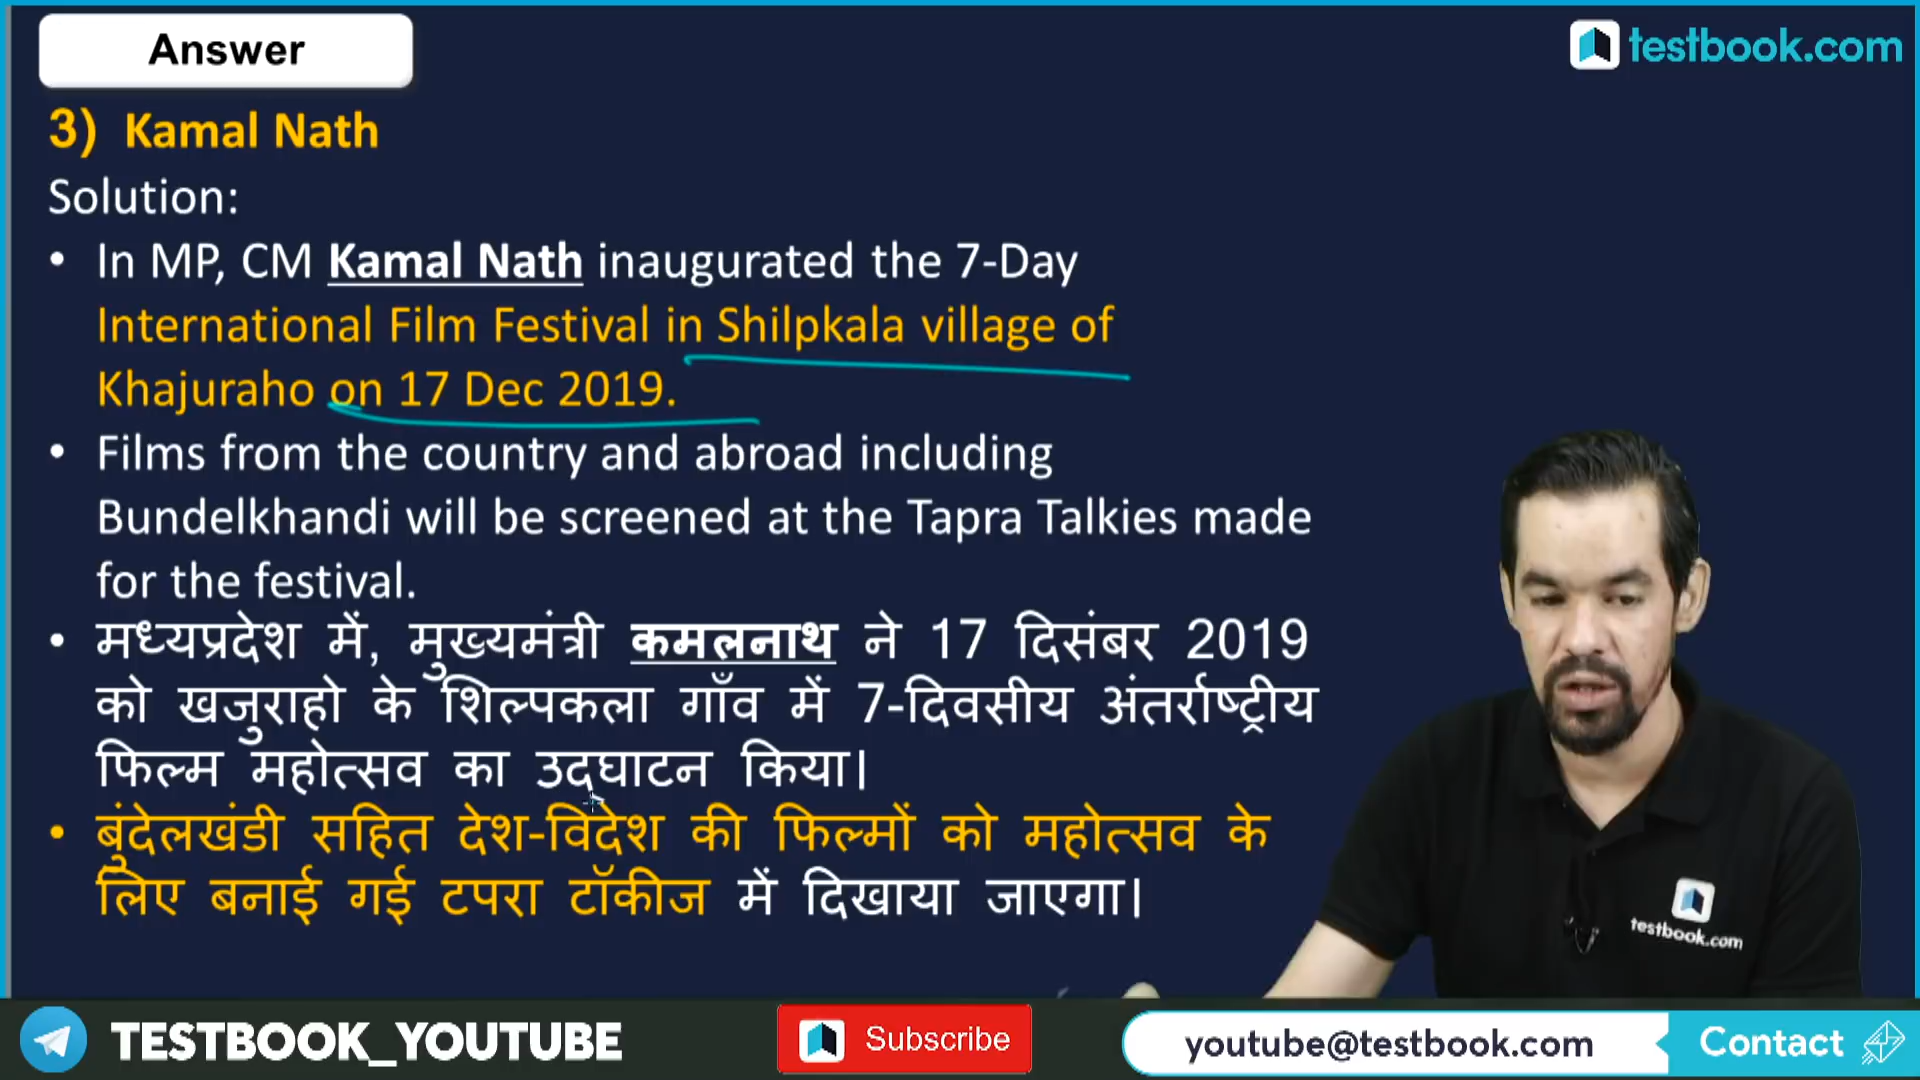 Answer
testbook.com
3) Kamal Nath
Solution:
• In MP, CM Kamal Nath inaugurated the 7-Day
International Film Festival in Shilpkala village of
Khajuraho on 17 Dec 2019.
• Films from the country and abroad including
Bundelkhandi will be screened at the Tapra Talkies made
for the festival.
• मध्यप्रदेश में, मुख्यमंत्री कमलनाथ ने 17 दिसंबर 2019
को खजुराहो के शिल्पकला गाँव में 7-दिवसीय अंतर्राष्ट्रीय
फिल्म महोत्सव का उद्घाटन किया।
• बुंदेलखंडी सहित देश-विदेश की फिल्मों को महोत्सव के
लिए बनाई गई टपरा टॉकीज में दिखाया जाएगा।
testbook.com
TESTBOOK_YOUTUBE
Subscribe
youtube@testbook.com
Contact